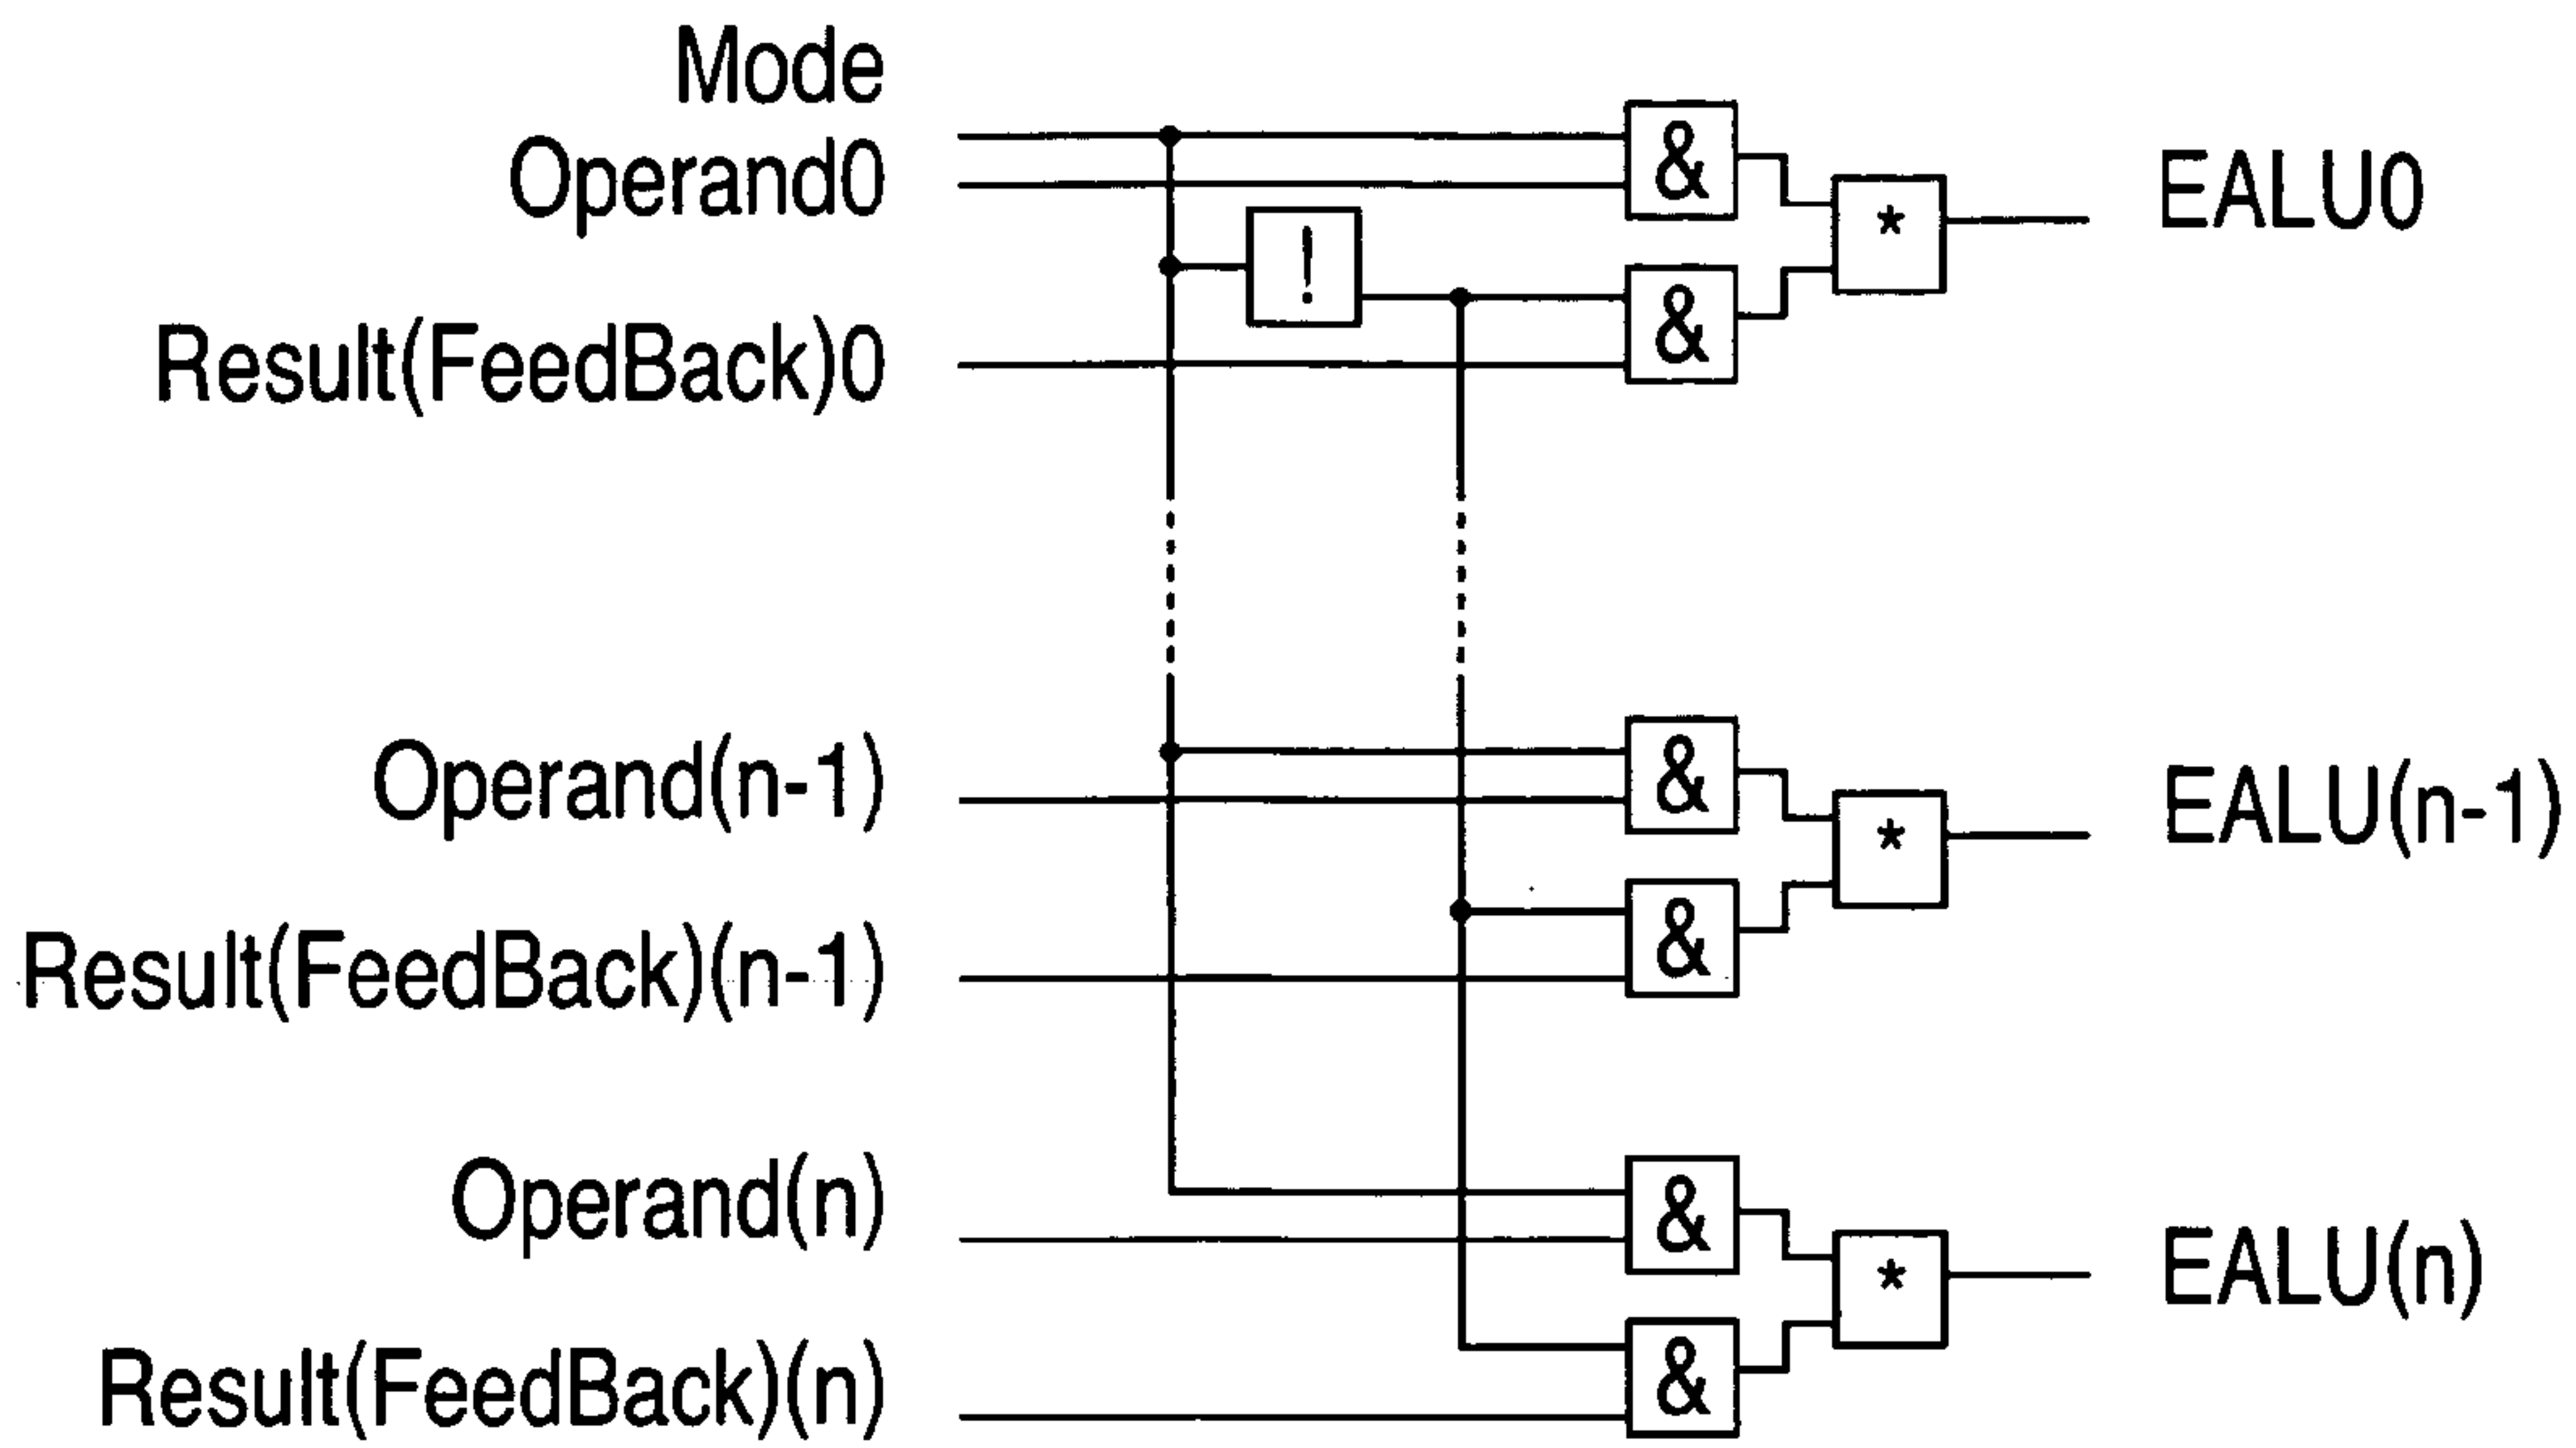 Mode
Operand0
Result(FeedBack)0
&
&
!
*
EALU0
Operand(n-1)
Result(FeedBack)(n-1)
&
&
*
EALU(n-1)
Operand(n)
Result(FeedBack)(n)
&
&
*
EALU(n)